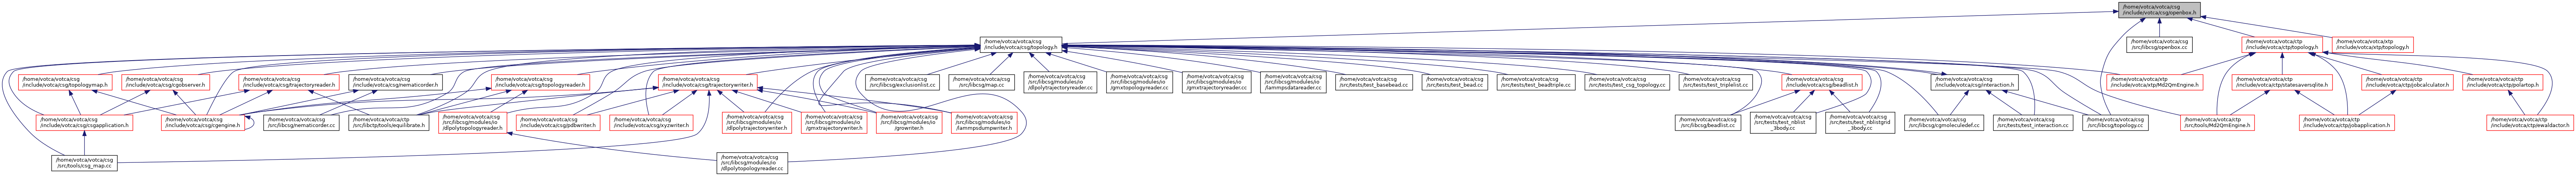 /home/votca/votca/csg
/include/votca/csg/openbox.h
/home/votca/votca/csg
/include/votca/csg/topology.h
/home/votca/votca/csg
/src/libcsg/openbox.cc
/home/votca/votca/ctp
/include/votca/ctp/topology.h
/home/votca/votca/xtp
/include/votca/xtp/topology.h
/home/votca/votca/csg
/include/votca/csg/topologymap.h
/home/votca/votca/csg
/include/votca/csg/cgobserver.h
/home/votca/votca/csg
/include/votca/csg/trajectoryreader.h
/home/votca/votca/csg
/include/votca/csg/nematicorder.h
/home/votca/votca/csg
/include/votca/csg/topologyreader.h
/home/votca/votca/csg
/include/votca/csg/trajectorywriter.h
/home/votca/votca/csg
/src/libcsg/exclusionlist.cc
/home/votca/votca/csg
/src/libcsg/map.cc
/home/votca/votca/csg
/src/libcsg/modules/io
/dlpolytrajectoryreader.cc
/home/votca/votca/csg
/src/libcsg/modules/io
/gmxtopologyreader.cc
/home/votca/votca/csg
/src/libcsg/modules/io
/gmxtrajectoryreader.cc
/home/votca/votca/csg
/src/libcsg/modules/io
/lammpsdatareader.cc
/home/votca/votca/csg
/src/tests/test_basebead.cc
/home/votca/votca/csg
/src/tests/test_bead.cc
/home/votca/votca/csg
/src/tests/test_beadtriple.cc
/home/votca/votca/csg
/src/tests/test_csg_topology.cc
/home/votca/votca/csg
/src/tests/test_triplelist.cc
/home/votca/votca/csg
/include/votca/csg/beadlist.h
/home/votca/votca/csg
/include/votca/csg/interaction.h
/home/votca/votca/xtp
/include/votca/xtp/Md2QmEngine.h
/home/votca/votca/ctp
/include/votca/ctp/statesaversqlite.h
/home/votca/votca/ctp
/include/votca/ctp/qmcalculator.h
/home/votca/votca/ctp
/include/votca/ctp/polartop.h
/home/votca/votca/csg
/include/votca/csg/csgapplication.h
/home/votca/votca/csg
/include/votca/csg/cgengine.h
/home/votca/votca/csg
/src/libcsg/nematicorder.cc
/home/votca/votca/ctp
/src/libctp/tools/equilibrate.h
/home/votca/votca/csg
/src/libcsg/modules/io
/dlpolytopologyreader.h
/home/votca/votca/csg
/include/votca/csg/pdbwriter.h
/home/votca/votca/csg
/include/votca/csg/xyzwriter.h
/home/votca/votca/csg
/src/libcsg/modules/io
/dlpolytrajectorywriter.h
/home/votca/votca/csg
/src/libcsg/modules/io
/gmxtrajectorywriter.h
/home/votca/votca/csg
/src/libcsg/modules/io
/growriter.h
/home/votca/votca/csg
/src/libcsg/modules/io
/lammpsdumpwriter.h
/home/votca/votca/csg
/src/libcsg/beadlist.cc
/home/votca/votca/csg
/src/tests/test_nblist
_3body.cc
/home/votca/votca/csg
/src/tests/test_nblistgrid
_3body.cc
/home/votca/votca/csg
/src/libcsg/cgmoleculedef.cc
/home/votca/votca/csg
/src/tests/test_interaction.cc
/home/votca/votca/csg
/src/libcsg/topology.cc
/home/votca/votca/ctp
/src/tools/Md2QmEngine.h
/home/votca/votca/ctp
/include/votca/ctp/jobapplication.h
/home/votca/votca/ctp
/include/votca/ctp/ewaldactor.h
/home/votca/votca/csg
/src/tools/csg_map.cc
/home/votca/votca/csg
/src/libcsg/modules/io
/dlpolytopologyreader.cc